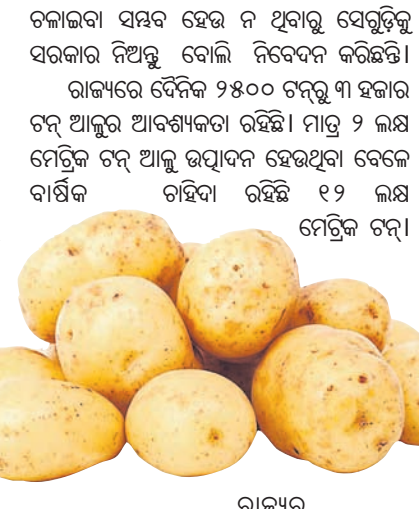 ଚଳାଇବା ସମ୍ଭବ ହେଉ ନ ଥିବାରୁ ସେଗୁଡ଼ିକୁ
ସରକାର ନିଅନ୍ତୁ ବୋଲି ନିବେଦନ କରିଛନ୍ତି।
ରାଜ୍ୟରେ ଦୈନିକ ୨୫୦୦ ଟନ୍‌ରୁ ୩ ହଜାର
ଟନ୍ ଆଳୁର ଆବଶ୍ୟକତା ରହିଛି। ମାତ୍ର ୨ ଲକ୍ଷ
ମେଟ୍ରିକ ଟନ୍ ଆଳୁ ଉତ୍ପାଦନ ହେଉଥିବା ବେଳେ
ବାର୍ଷିକ ଚାହିଦା ରହିଛି ୧୨ ଲକ୍ଷ
ମେଟ୍ରିକ ଟନ୍।
ରାଜ୍ୟର